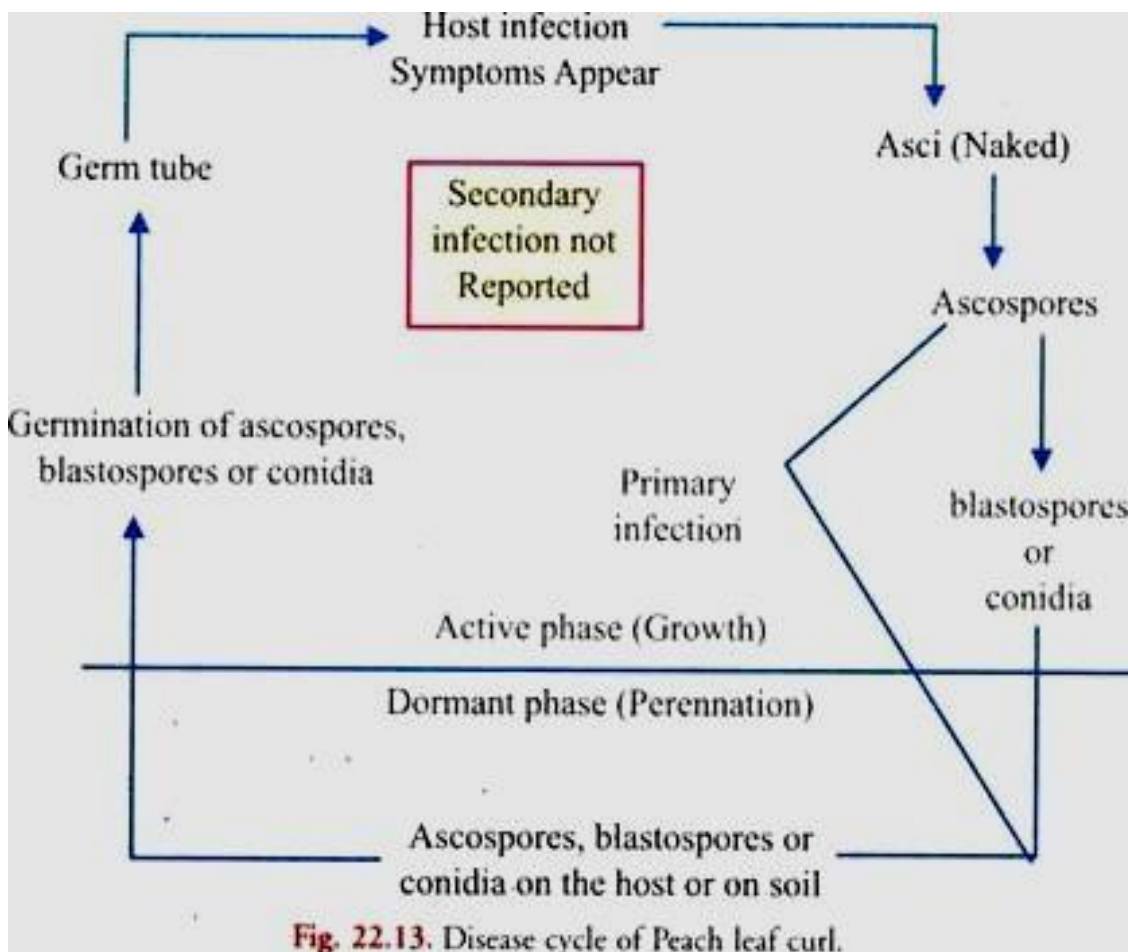 Host infection
Symptoms Appear
Germ tube
Asci (Naked)
Secondary
infection not
Reported
Ascospores
Germination of ascospores,
blastospores or conidia
Primary
infection
blastospores
or
conidia
Active phase (Growth)
Dormant phase (Perennation)
Ascospores, blastospores or
conidia on the host or on soil
Fig. 22.13. Disease cycle of Peach leaf curl.